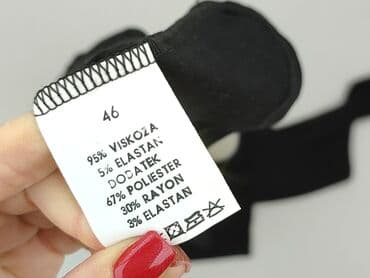 46
95% VISKOZA
5% ELASTAN
DODATEK
67% POLIESTER
30% RAYON
3% ELASTAN